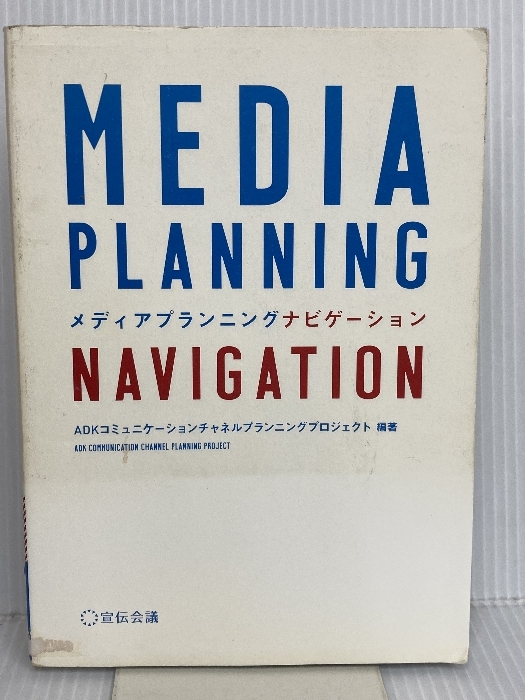 MEDIA
PLANNING
メディアプランニングナビゲーション
NAVIGATION
ADKコミュニケーションチャネルプランニングプロジェクト 編著
ADK COMMUNICATION CHANNEL PLANNING PROJECT
宣伝会議